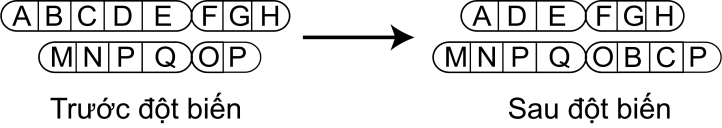 ABCDEFGH ADEFGH
MNPQOP MNPQOBCP
Trước đột biến Sau đột biến